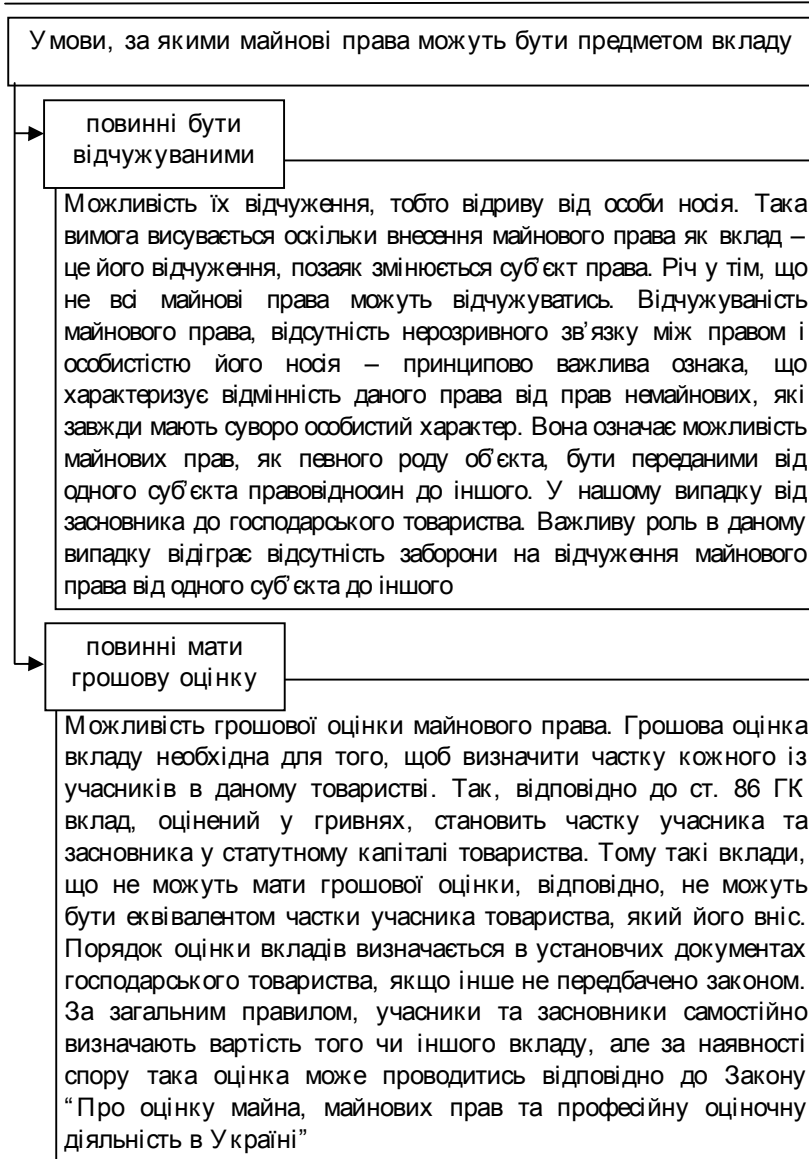 Умови, за якими майнові права можуть бути предметом вкладу
повинні бути
відчужуваними
Можливість їх відчуження, тобто відриву від особи носія. Така
вимога висувається оскільки внесення майнового права як вклад –
це його відчуження, позаяк змінюється суб’єкт права. Річ у тім, що
не всі майнові права можуть відчужуватись. Відчужуваність
майнового права, відсутність нерозривного зв’язку між правом і
особистістю його носія – принципово важлива ознака, що
характеризує відмінність даного права від прав немайнових, які
завжди мають суворо особистий характер. Вона означає можливість
майнових прав, як певного роду об’єкта, бути переданими від
одного суб’єкта правовідносин до іншого. У нашому випадку від
засновника до господарського товариства. Важливу роль в даному
випадку відіграє відсутність заборони на відчуження майнового
права від одного суб’єкта до іншого
повинні мати
грошову оцінку
Можливість грошової оцінки майнового права. Грошова оцінка
вкладу необхідна для того, щоб визначити частку кожного із
учасників в даному товаристві. Так, відповідно до ст. 86 ГК
вклад, оцінений у гривнях, становить частку учасника та
засновника у статутному капіталі товариства. Тому такі вклади,
що не можуть мати грошової оцінки, відповідно, не можуть
бути еквівалентом частки учасника товариства, який його вніс.
Порядок оцінки вкладів визначається в установчих документах
господарського товариства, якщо інше не передбачено законом.
За загальним правилом, учасники та засновники самостійно
визначають вартість того чи іншого вкладу, але за наявності
спору така оцінка може проводитись відповідно до Закону
“Про оцінку майна, майнових прав та професійну оціночну
діяльність в Україні”